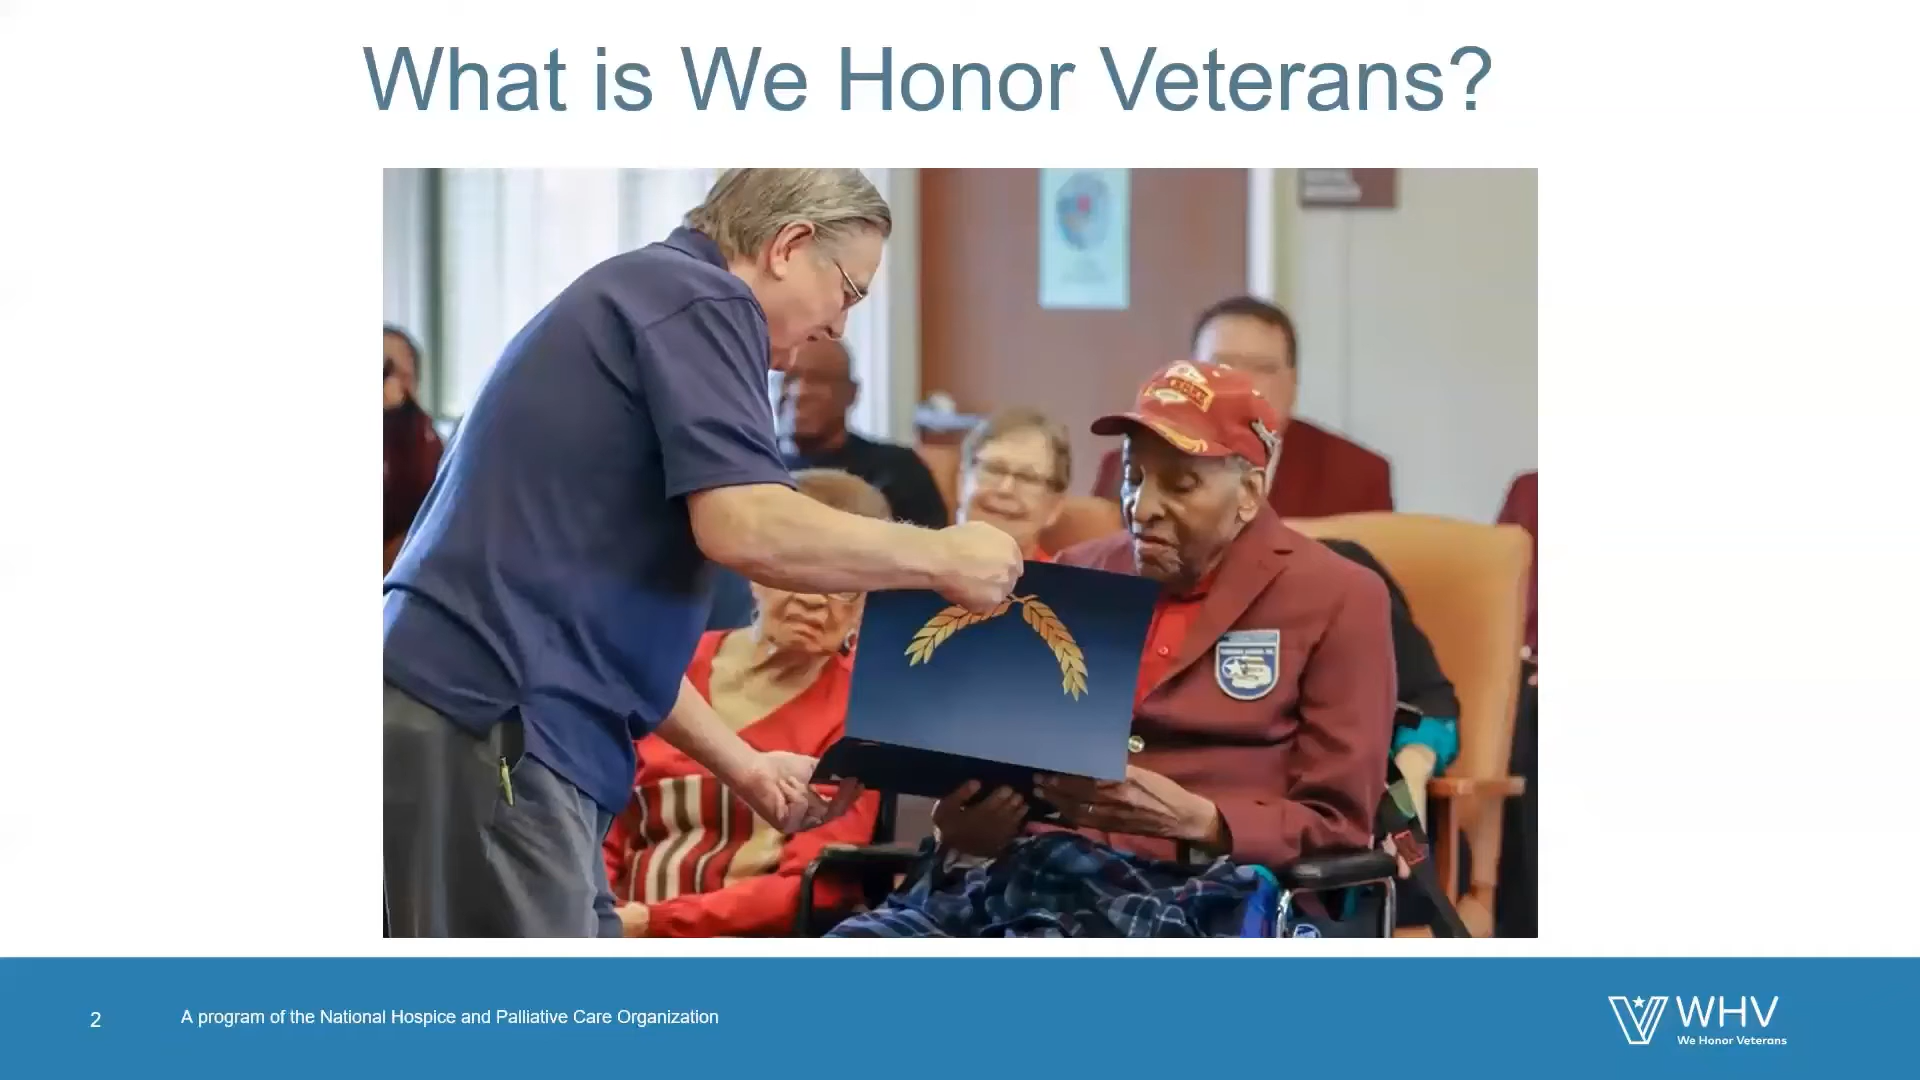 What is We Honor Veterans?
2
A program of the National Hospice and Palliative Care Organization
WHV
We Honor Veterans